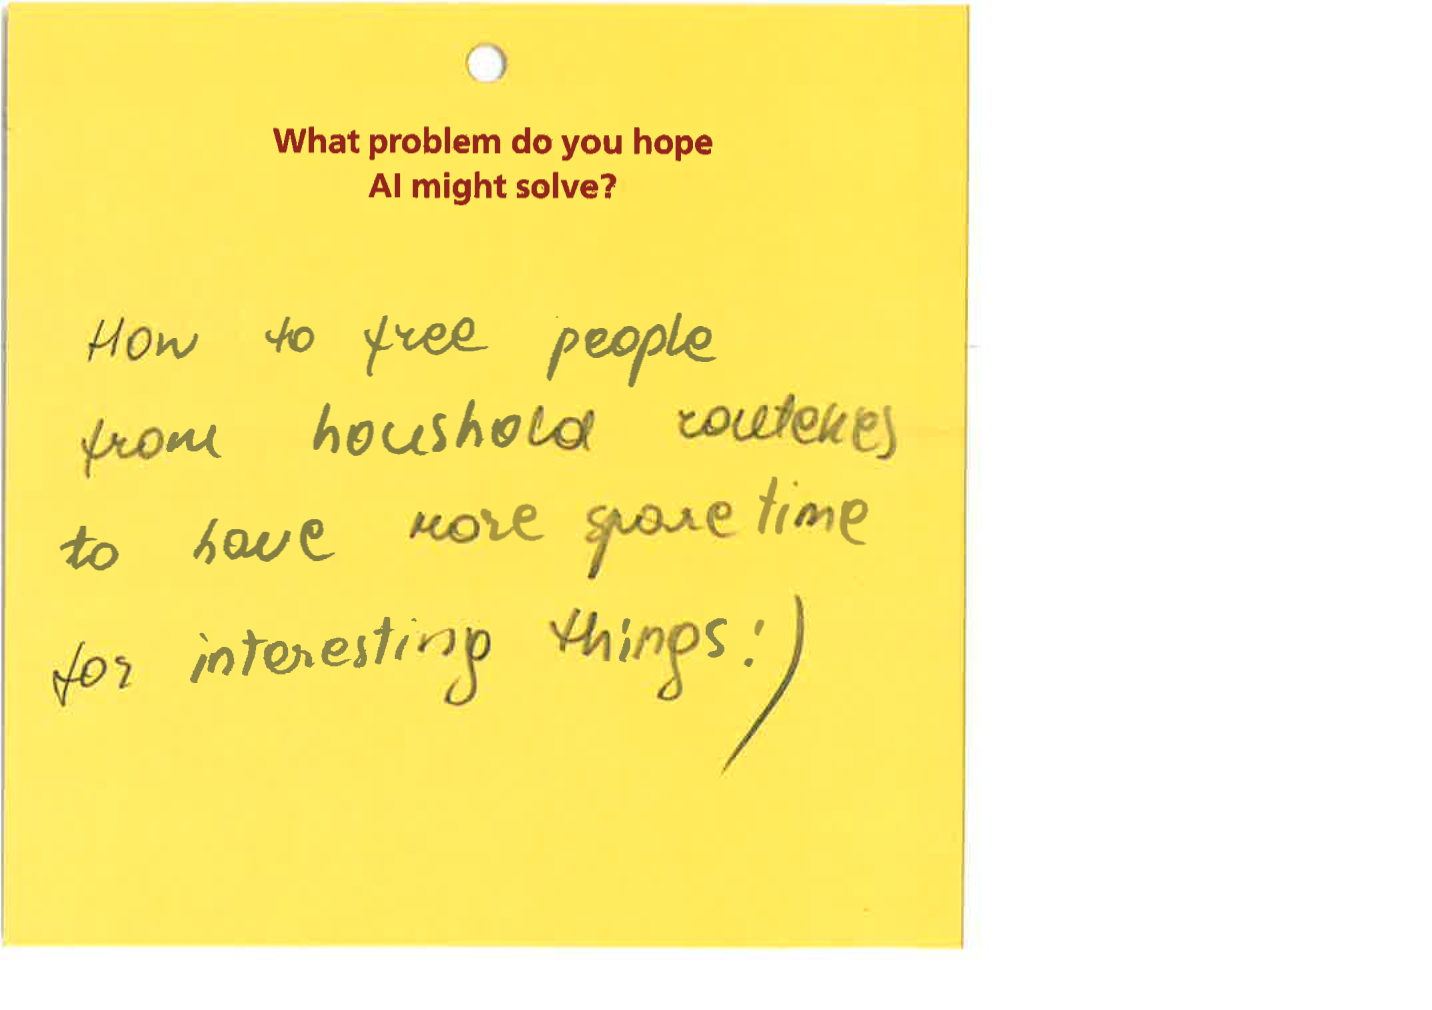 What problem do you hope
AI might solve?
How to free people
from houshold routenes
to have more spare time
for interesting things:)